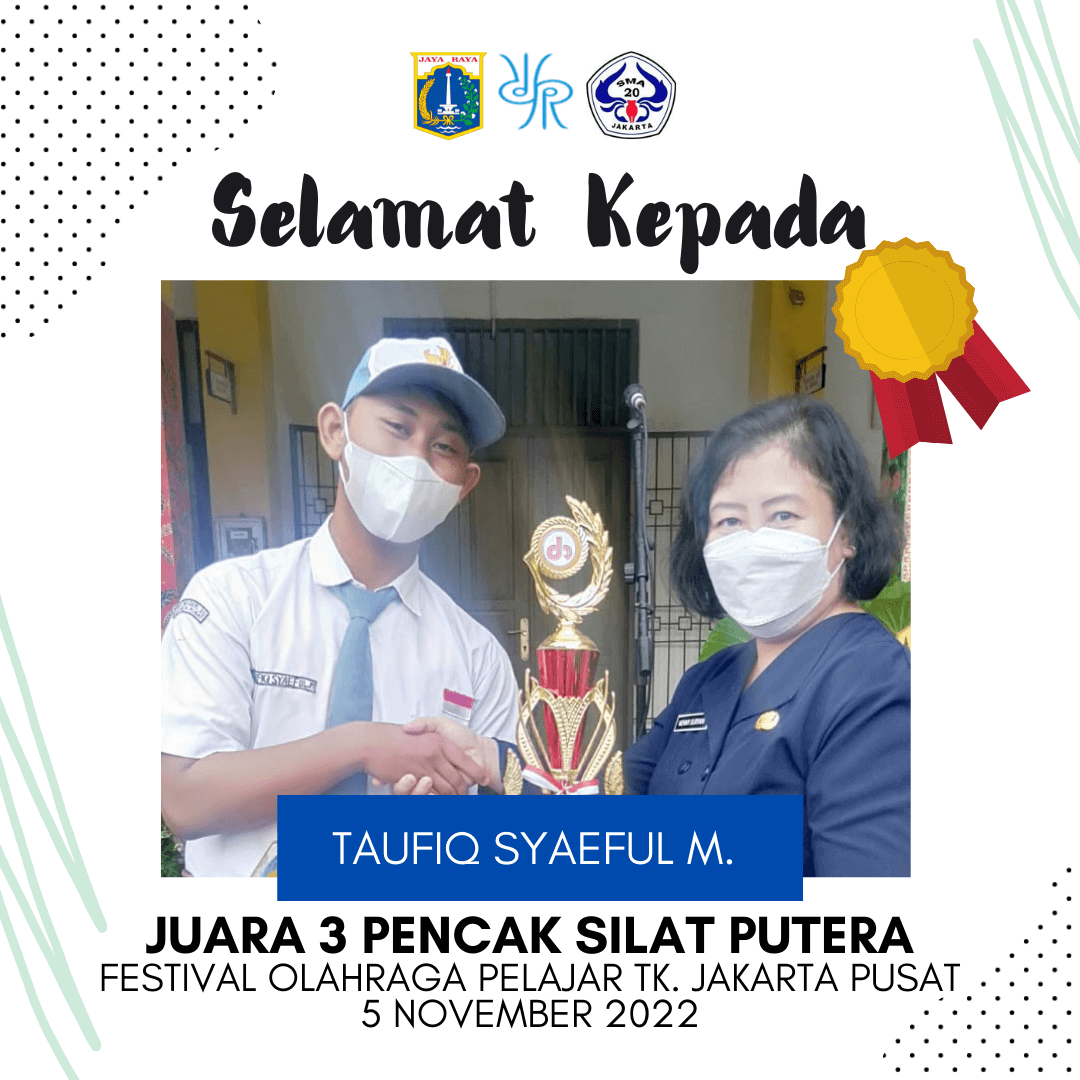 JAYA RAYA
SMA
20
JAKARTA
Selamat Kepada
TAUFIQ SYAEFUL M.
JUARA 3 PENCAK SILAT PUTERA
FESTIVAL OLAHRAGA PELAJAR TK. JAKARTA PUSAT
5 NOVEMBER 2022